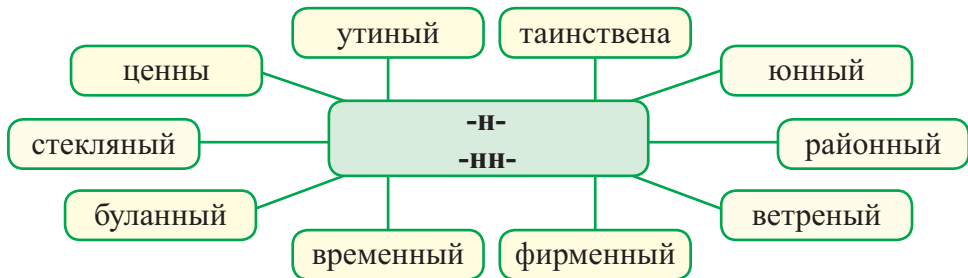 утиный
таинствена
ценны
юнный
-н-
-нн-
стекляный
районный
буланный
ветреный
временный
фирменный